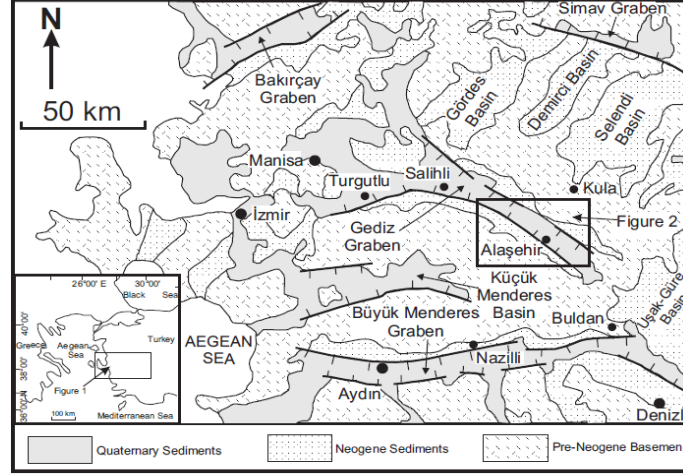 N
50 km
Simav Graben
Bakırçay
Graben
Gördes
Basin
Demirci Basin
Selendi
Basin
Manisa
Turgutlu
Salihli
Kula
İzmir
Gediz
Graben
Figure 2
Alaşehir
Küçük
Menderes
Basin
Uşak-Güre
Basin
Büyük Menderes
Graben
Buldan
AEGEAN
SEA
Nazilli
Aydın
Denizl
26°00' E
30°00'
Black Sea
40°00'
38°00'
36°00'N
Greece
Aegean
Sea
Turkey
Figure 1
100 km
Mediterranean Sea
Quaternary Sediments
Neogene Sediments
Pre-Neogene Basemen